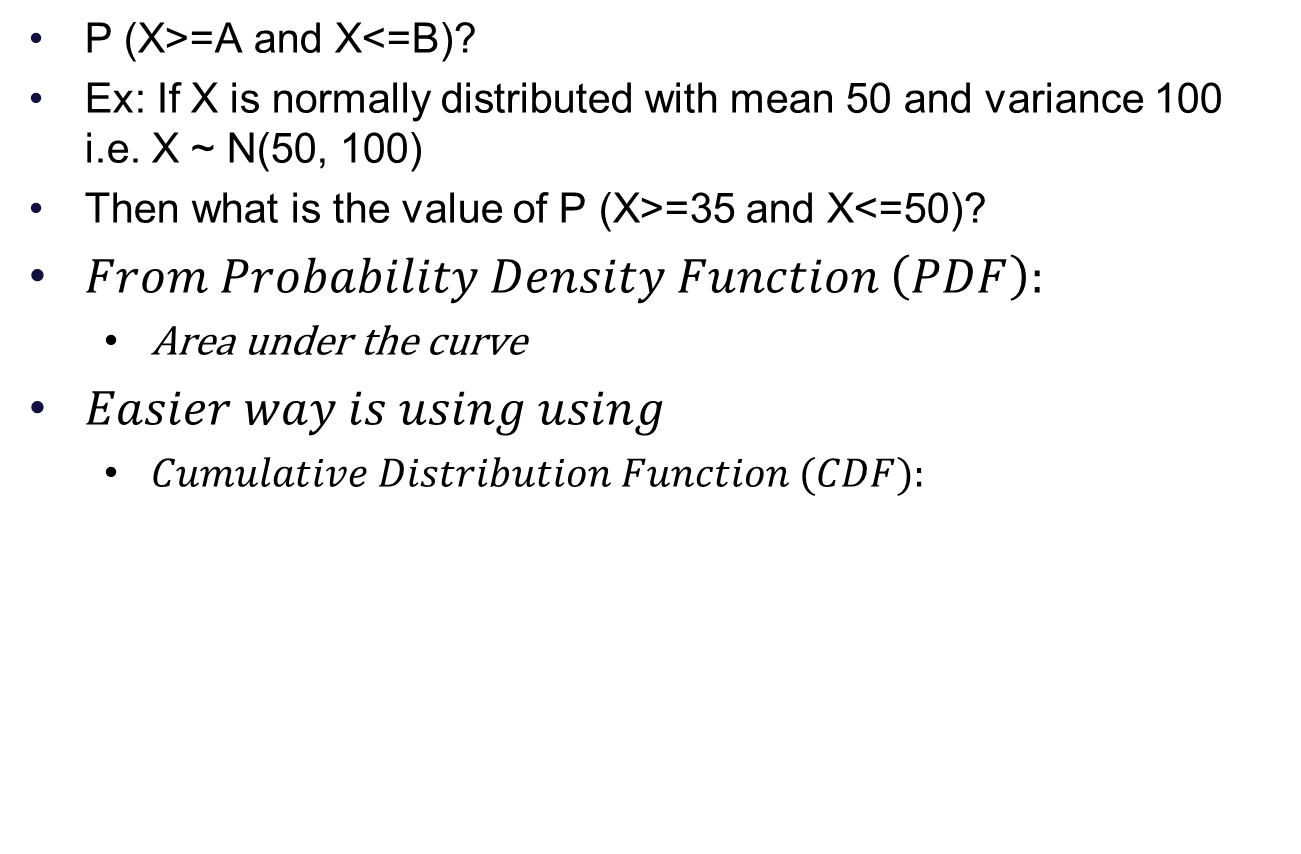 • P (X>=A and X<=B)?
• Ex: If X is normally distributed with mean 50 and variance 100
i.e. X ~ N(50, 100)
• Then what is the value of P (X>=35 and X<=50)?
• From Probability Density Function (PDF):
• Area under the curve
• Easier way is using using
• Cumulative Distribution Function (CDF):